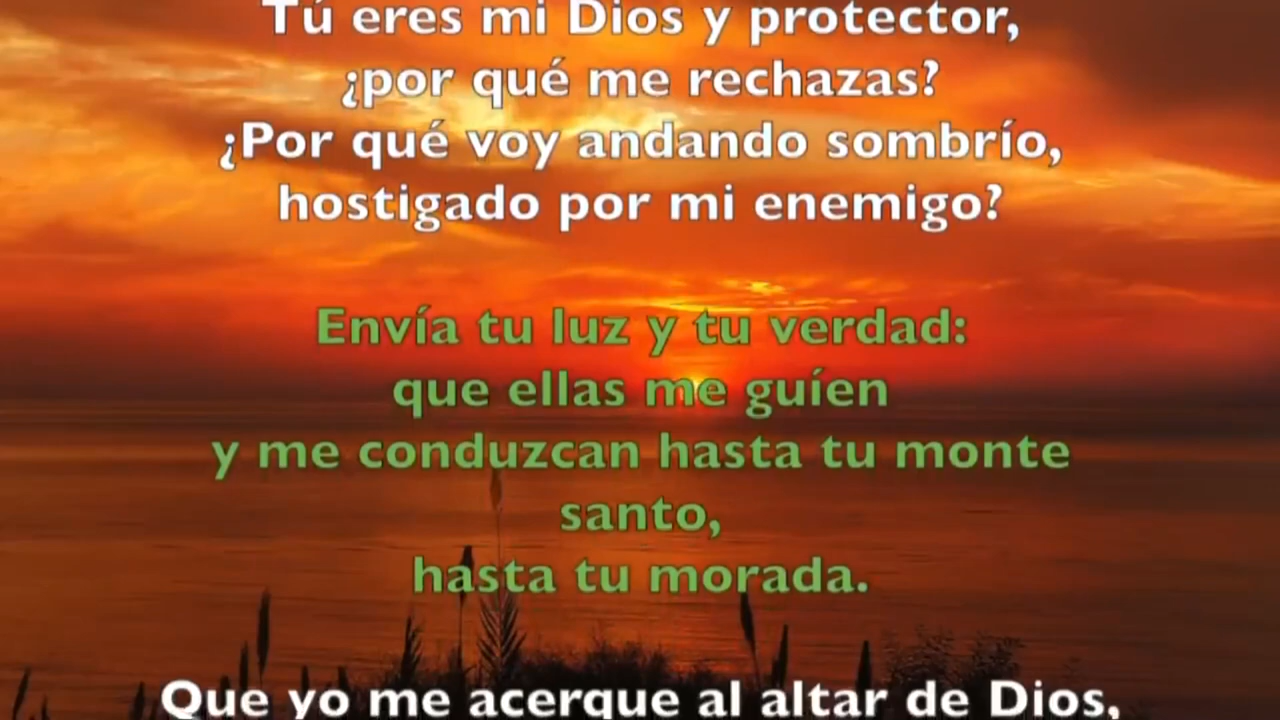 Tú eres mi Dios y protector,
¿por qué me rechazas?
¿Por qué voy andando sombrío,
hostigado por mi enemigo?
Envía tu luz y tu verdad:
que ellas me guíen
y me conduzcan hasta tu monte
santo,
hasta tu morada.
Que yo me acerque al altar de Dios,